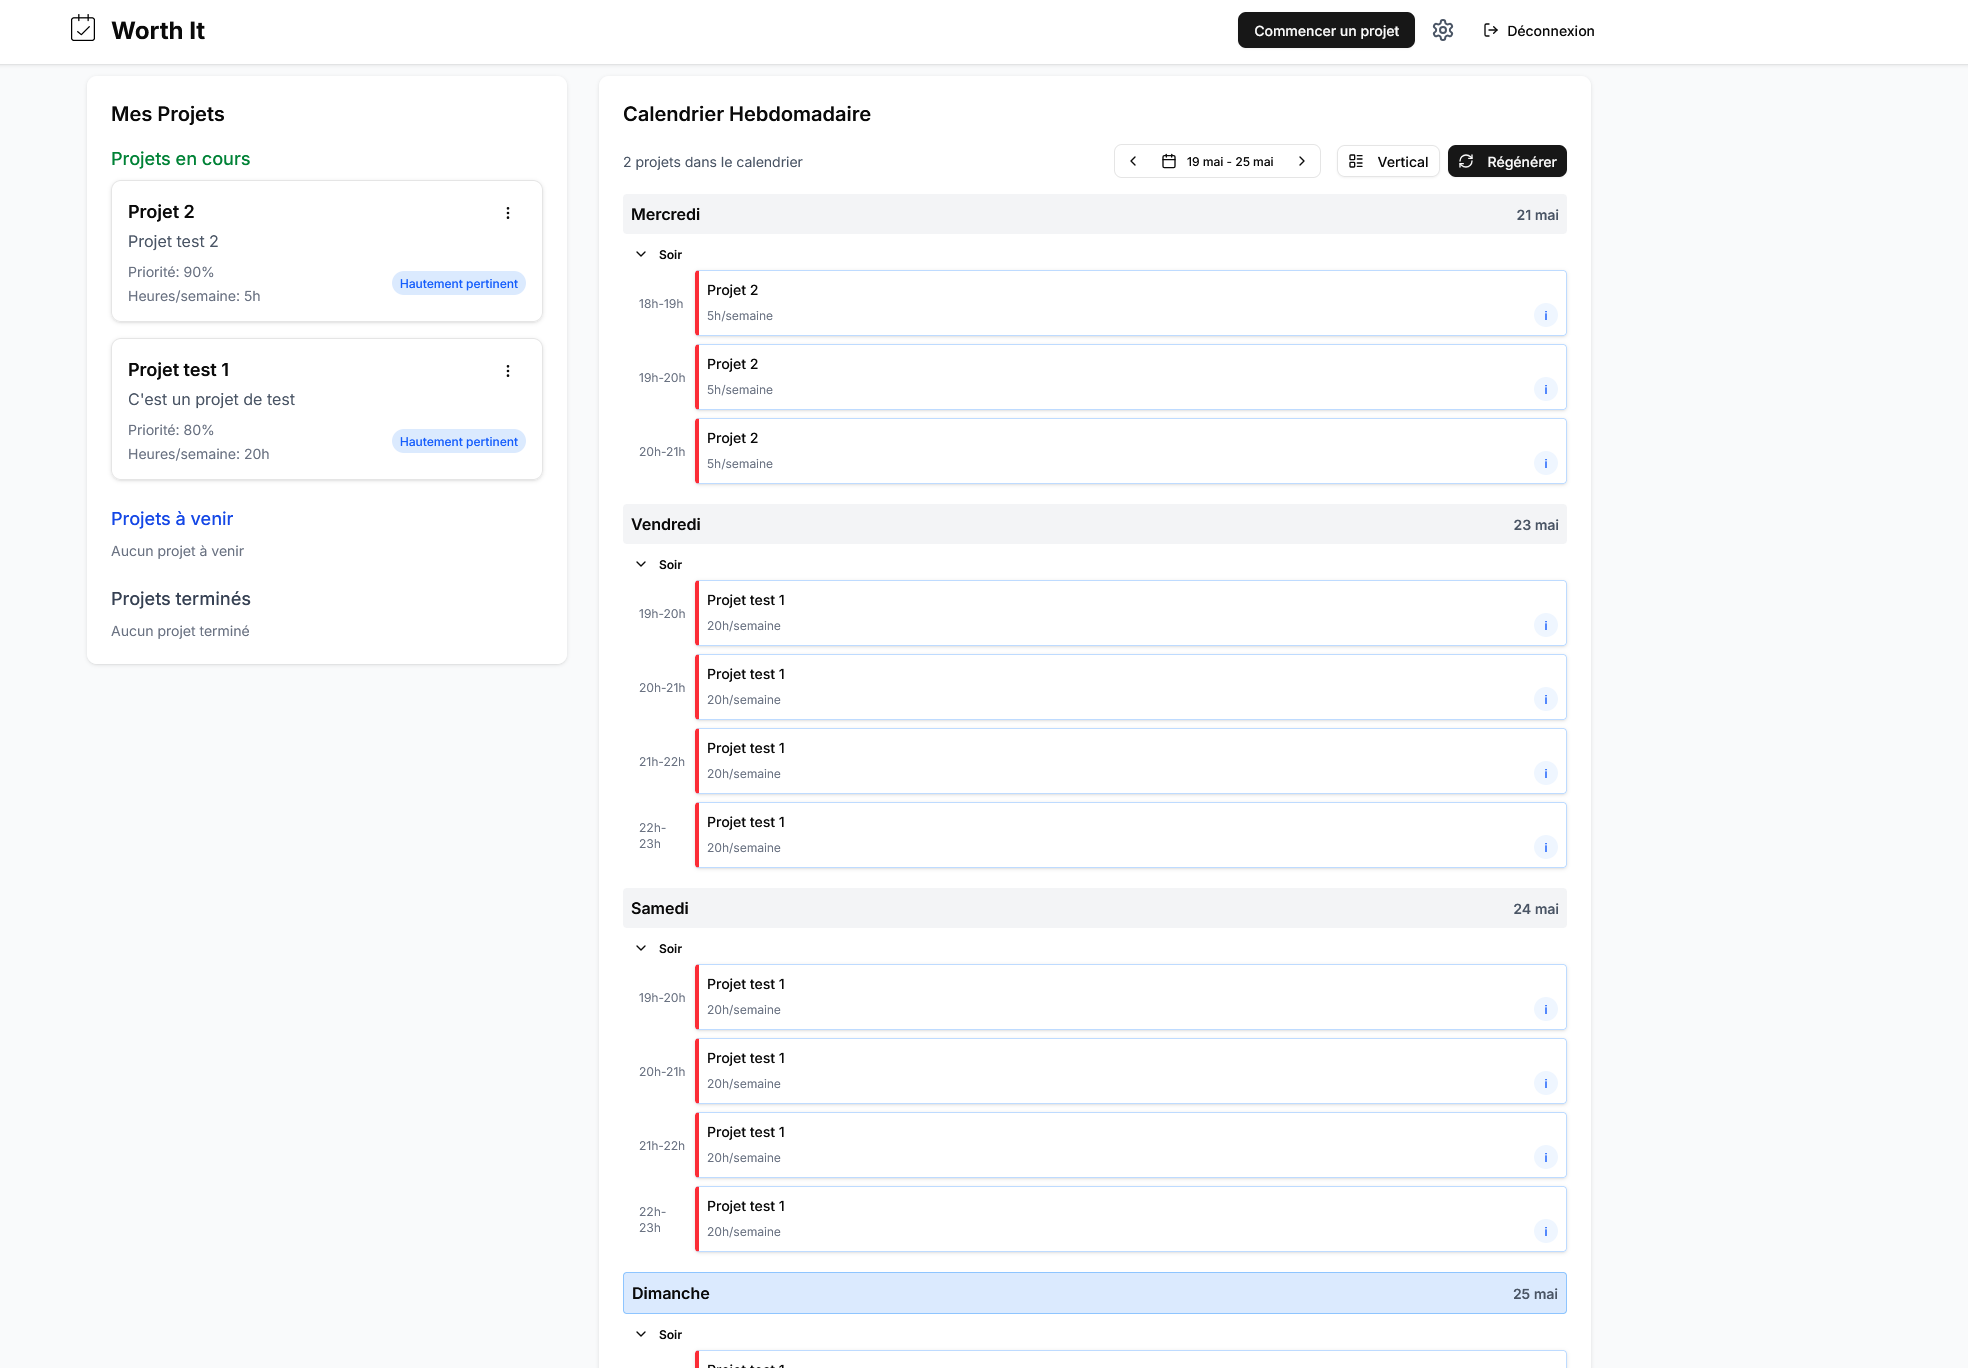 Worth It
Commencer un projet
Déconnexion
Mes Projets
Projets en cours
Projet 2
Projet test 2
Priorité: 90%
Heures/semaine: 5h
Hautement pertinent
Projet test 1
C'est un projet de test
Priorité: 80%
Heures/semaine: 20h
Hautement pertinent
Projets à venir
Aucun projet à venir
Projets terminés
Aucun projet terminé
Calendrier Hebdomadaire
2 projets dans le calendrier
19 mai - 25 mai
Vertical
Régénérer
Mercredi
21 mai
Soir
18h-19h
Projet 2
5h/semaine
i
19h-20h
Projet 2
5h/semaine
i
20h-21h
Projet 2
5h/semaine
i
Vendredi
23 mai
Soir
19h-20h
Projet test 1
20h/semaine
i
20h-21h
Projet test 1
20h/semaine
i
21h-22h
Projet test 1
20h/semaine
i
22h-
23h
Projet test 1
20h/semaine
i
Samedi
24 mai
Soir
19h-20h
Projet test 1
20h/semaine
i
20h-21h
Projet test 1
20h/semaine
i
21h-22h
Projet test 1
20h/semaine
i
22h-
23h
Projet test 1
20h/semaine
i
Dimanche
25 mai
Soir
Projet test 1